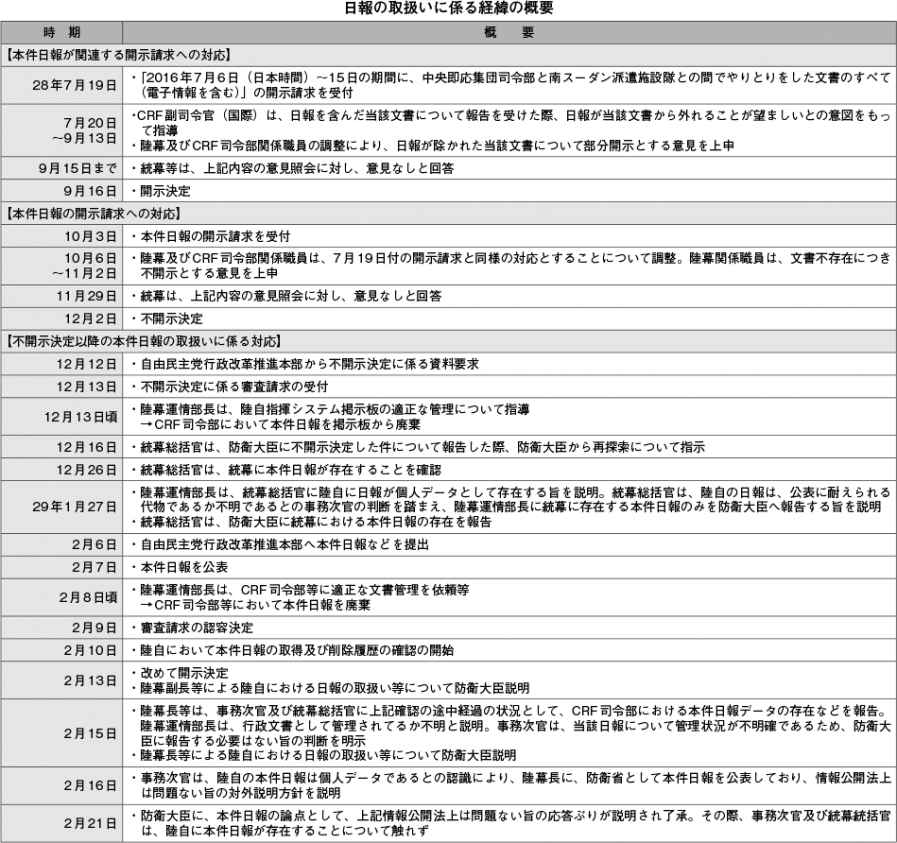 日報の取扱いに係る経緯の概要
時　期　概　　要
【本件日報が関連する開示請求への対応】
28年7月19日 ・「2016年7月6日（日本時間）～15日の期間に、中央即応集団司令部と南スーダン派遣施設隊との間でやりとりをした文書のすべて
（電子情報を含む）」の開示請求を受付
7月20日
～9月13日
・CRF副司令官（国際）は、日報を含んだ当該文書について報告を受けた際、日報が当該文書から外れることが望ましいとの意図をもっ
て指導
・陸幕及びCRF司令部関係職員の調整により、日報が除かれた当該文書について部分開示とする意見を上申
9月15日まで ・統幕等は、上記内容の意見照会に対し、意見なしと回答
9月16日 ・開示決定
【本件日報の開示請求への対応】
10月3日 ・本件日報の開示請求を受付
10月6日
～11月2日
・陸幕及びCRF司令部関係職員は、7月19日付の開示請求と同様の対応とすることについて調整。陸幕関係職員は、文書不存在につき
不開示とする意見を上申
11月29日 ・統幕は、上記内容の意見照会に対し、意見なしと回答
12月2日 ・不開示決定
【不開示決定以降の本件日報の取扱いに係る対応】
12月12日 ・自由民主党行政改革推進本部から不開示決定に係る資料要求
12月13日 ・不開示決定に係る審査請求の受付
12月13日頃 ・陸幕運情部長は、陸自指揮システム掲示板の適正な管理について指導
→CRF司令部において本件日報を掲示板から廃棄
12月16日 ・統幕総括官は、防衛大臣に不開示決定した件について報告した際、防衛大臣から再探索について指示
12月26日 ・統幕総括官は、統幕に本件日報が存在することを確認
29年1月27日 ・陸幕運情部長は、統幕総括官に陸自に日報が個人データとして存在する旨を説明。統幕総括官は、陸自の日報は、公表に耐えられる
代物であるか不明であるとの事務次官の判断を踏まえ、陸幕運情部長に統幕に存在する本件日報のみを防衛大臣へ報告する旨を説明
・統幕総括官は、防衛大臣に統幕における本件日報の存在を報告
2月6日 ・自由民主党行政改革推進本部へ本件日報などを提出
2月7日 ・本件日報を公表
2月8日頃 ・陸幕運情部長は、CRF司令部等に適正な文書管理を依頼等
→CRF司令部等において本件日報を廃棄
2月9日 ・審査請求の認容決定
2月10日 ・陸自において本件日報の取得及び削除履歴の確認の開始
2月13日 ・改めて開示決定
・陸幕副長等による陸自における日報の取扱い等について防衛大臣説明
2月15日 ・陸幕長等は、事務次官及び統幕総括官に上記確認の途中経過の状況として、CRF司令部における本件日報データの存在などを報告。
陸幕運情部長は、行政文書として管理されてるか不明と説明。事務次官は、当該日報について管理状況が不明確であるため、防衛大
臣に報告する必要はない旨の判断を明示
・陸幕長等による陸自における日報の取扱い等について防衛大臣説明
2月16日 ・事務次官は、陸自の本件日報は個人データであるとの認識により、陸幕長に、防衛省として本件日報を公表しており、情報公開法上
は問題ない旨の対外説明方針を説明
2月21日 ・防衛大臣に、本件日報の論点として、上記情報公開法上は問題ない旨の応答ぶりが説明され了承。その際、事務次官及び統幕統括官
は、陸自に本件日報が存在することについて触れず